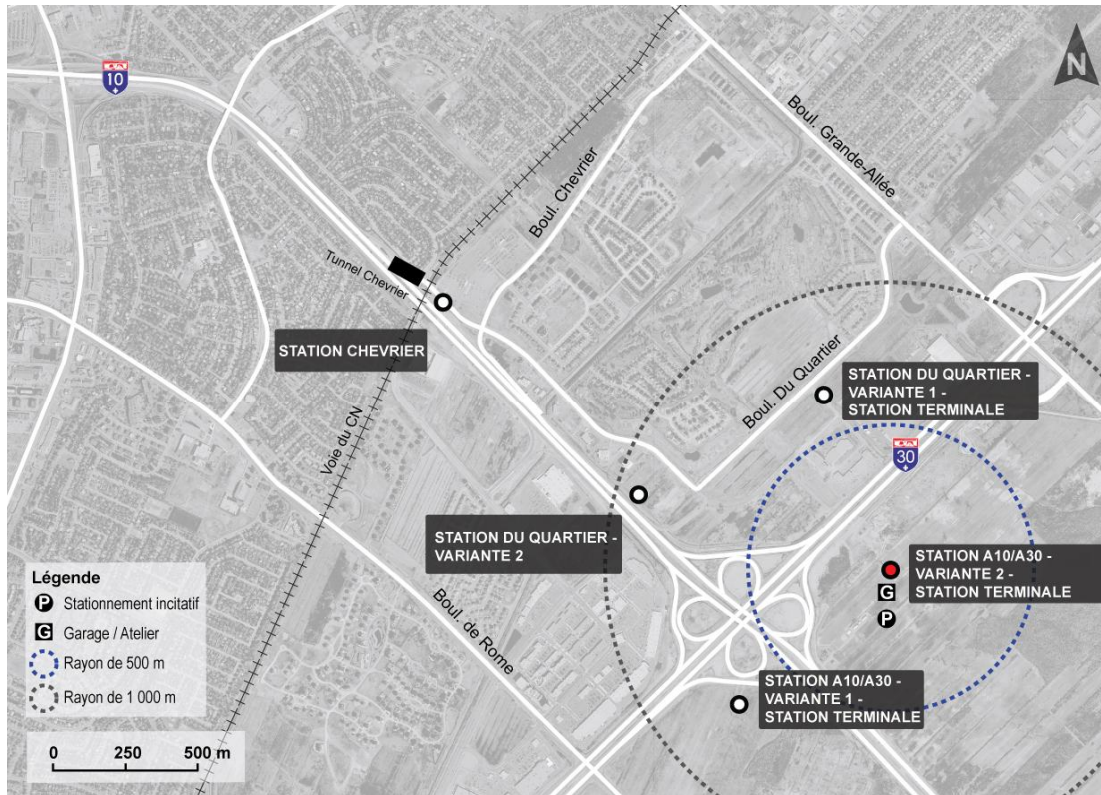 10
N
Boul. Grande-Allée
Boul. Chevrier
Tunnel Chevrier
STATION CHEVRIER
Boul. Du Quartier
STATION DU QUARTIER -
VARIANTE 1 -
STATION TERMINALE
Voie du CN
30
STATION DU QUARTIER -
VARIANTE 2
STATION A10/A30 -
VARIANTE 2 -
STATION TERMINALE
G
P
Boul. de Rome
STATION A10/A30 -
VARIANTE 1 -
STATION TERMINALE
Légende
P Stationnement incitatif
G Garage / Atelier
Rayon de 500 m
Rayon de 1 000 m
0 250 500 m